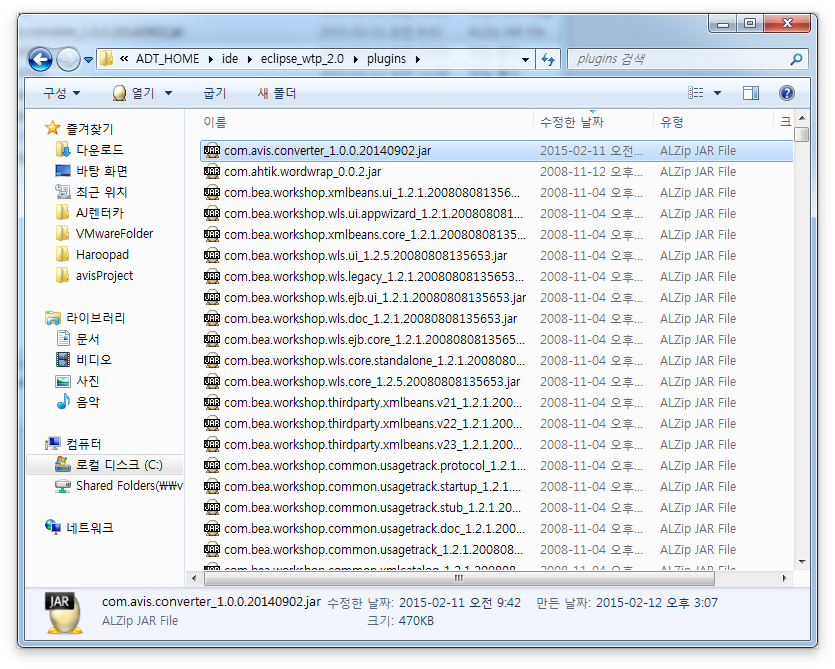 « ADT_HOME ▸ ide ▸ eclipse_wtp_2.0 ▸ plugins ▸
plugins 검색
구성 ▼ 열기 ▼ 굽기 새 폴더
이름 수정한 날짜 유형 크
즐겨찾기
다운로드
바탕 화면
최근 위치
AJ렌터카
VMwareFolder
Haroopad
avisProject
라이브러리
문서
비디오
사진
음악
컴퓨터
로컬 디스크 (C:)
Shared Folders(₩₩v
네트워크
com.avis.converter_1.0.0.20140902.jar 2015-02-11 오전... ALZip JAR File
com.ahtik.wordwrap_0.0.2.jar 2008-11-12 오후... ALZip JAR File
com.bea.workshop.xmlbeans.ui_1.2.1.200808081356... 2008-11-04 오후... ALZip JAR File
com.bea.workshop.wls.ui.appwizard_1.2.1.200808081... 2008-11-04 오후... ALZip JAR File
com.bea.workshop.xmlbeans.core_1.2.1.20080808135... 2008-11-04 오후... ALZip JAR File
com.bea.workshop.wls.ui_1.2.5.20080808135653.jar 2008-11-04 오후... ALZip JAR File
com.bea.workshop.wls.legacy_1.2.1.20080808135653... 2008-11-04 오후... ALZip JAR File
com.bea.workshop.wls.ejb.ui_1.2.1.20080808135653.jar 2008-11-04 오후... ALZip JAR File
com.bea.workshop.wls.doc_1.2.1.20080808135653.jar 2008-11-04 오후... ALZip JAR File
com.bea.workshop.wls.ejb.core_1.2.1.2008080813565... 2008-11-04 오후... ALZip JAR File
com.bea.workshop.wls.core.standalone_1.2.1.200808​0... 2008-11-04 오후... ALZip JAR File
com.bea.workshop.wls.core_1.2.5.20080808135653.jar 2008-11-04 오후... ALZip JAR File
com.bea.workshop.thirdparty.xmlbeans.v21_1.2.1.200... 2008-11-04 오후... ALZip JAR File
com.bea.workshop.thirdparty.xmlbeans.v22_1.2.1.200... 2008-11-04 오후... ALZip JAR File
com.bea.workshop.thirdparty.xmlbeans.v23_1.2.1.200... 2008-11-04 오후... ALZip JAR File
com.bea.workshop.common.usagetrack.protocol_1.2.1... 2008-11-04 오후... ALZip JAR File
com.bea.workshop.common.usagetrack.startup_1.2.1.... 2008-11-04 오후... ALZip JAR File
com.bea.workshop.common.usagetrack.stub_1.2.1.20... 2008-11-04 오후... ALZip JAR File
com.bea.workshop.common.usagetrack.doc_1.2.1.200... 2008-11-04 오후... ALZip JAR File
com.bea.workshop.common.usagetrack_1.2.1.200808... 2008-11-04 오후... ALZip JAR File
JAR
com.avis.converter_1.0.0.20140902.jar 수정한 날짜: 2015-02-11 오전 9:42 만든 날짜: 2015-02-12 오후 3:07
ALZip JAR File 크기: 470KB